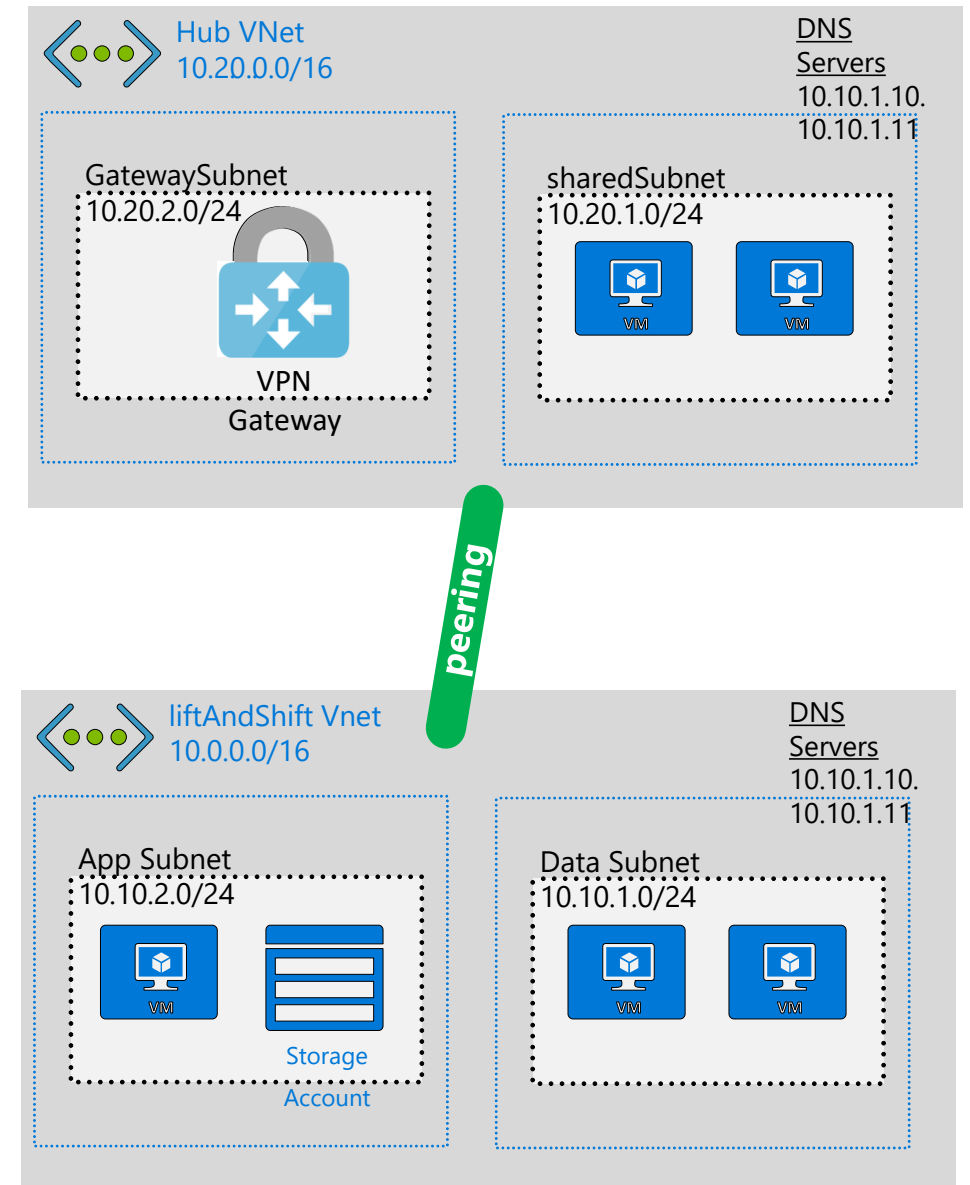 Hub VNet
10.20.0.0/16
DNS
Servers
10.10.1.10.
10.10.1.11
GatewaySubnet
10.20.2.0/24
VPN
Gateway
sharedSubnet
10.20.1.0/24
VM
VM
peering
liftAndShift Vnet
10.0.0.0/16
DNS
Servers
10.10.1.10.
10.10.1.11
App Subnet
10.10.2.0/24
VM
Storage
Account
Data Subnet
10.10.1.0/24
VM
VM